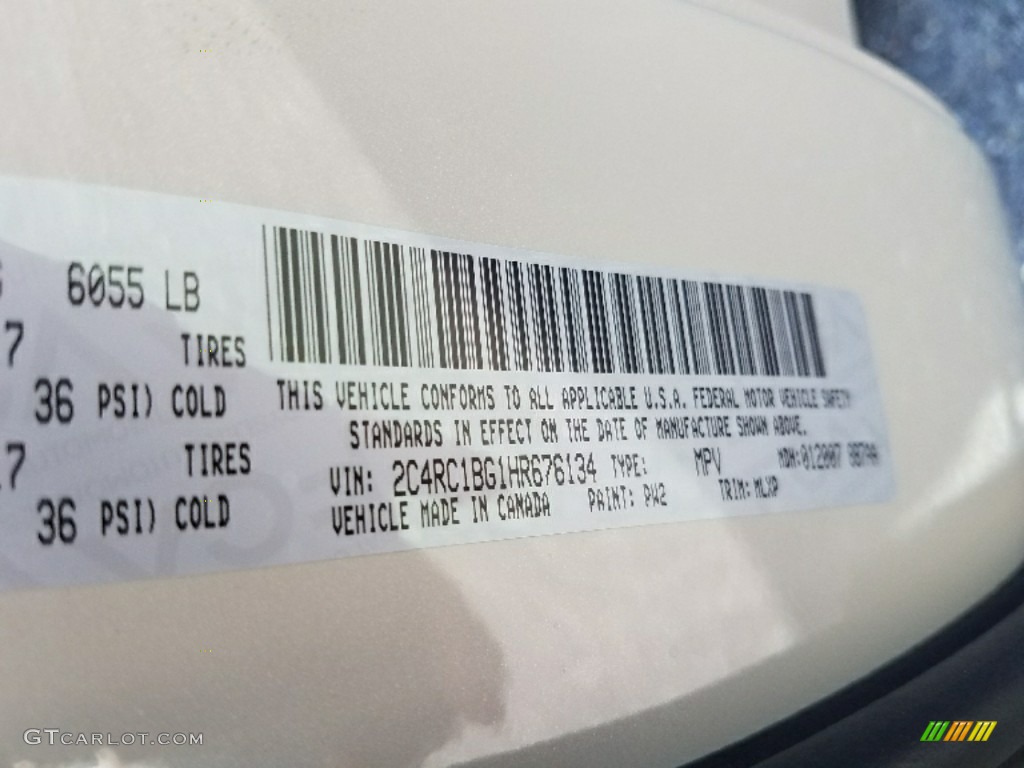 6055 LB
7 TIRES
36 PSI) COLD
7 TIRES
36 PSI) COLD
THIS VEHICLE CONFORMS TO ALL APPLICABLE U.S.A. FEDERAL MOTOR VEHICLE SAFETY
STANDARDS IN EFFECT ON THE DATE OF MANUFACTURE SHOWN ABOVE.
VIN: 2C4RC1BG1HR676134 TYPE: MPV MDH:
VEHICLE MADE IN CANADA PAINT: PW2 TRIM: MLXP
GTCARLOT.COM